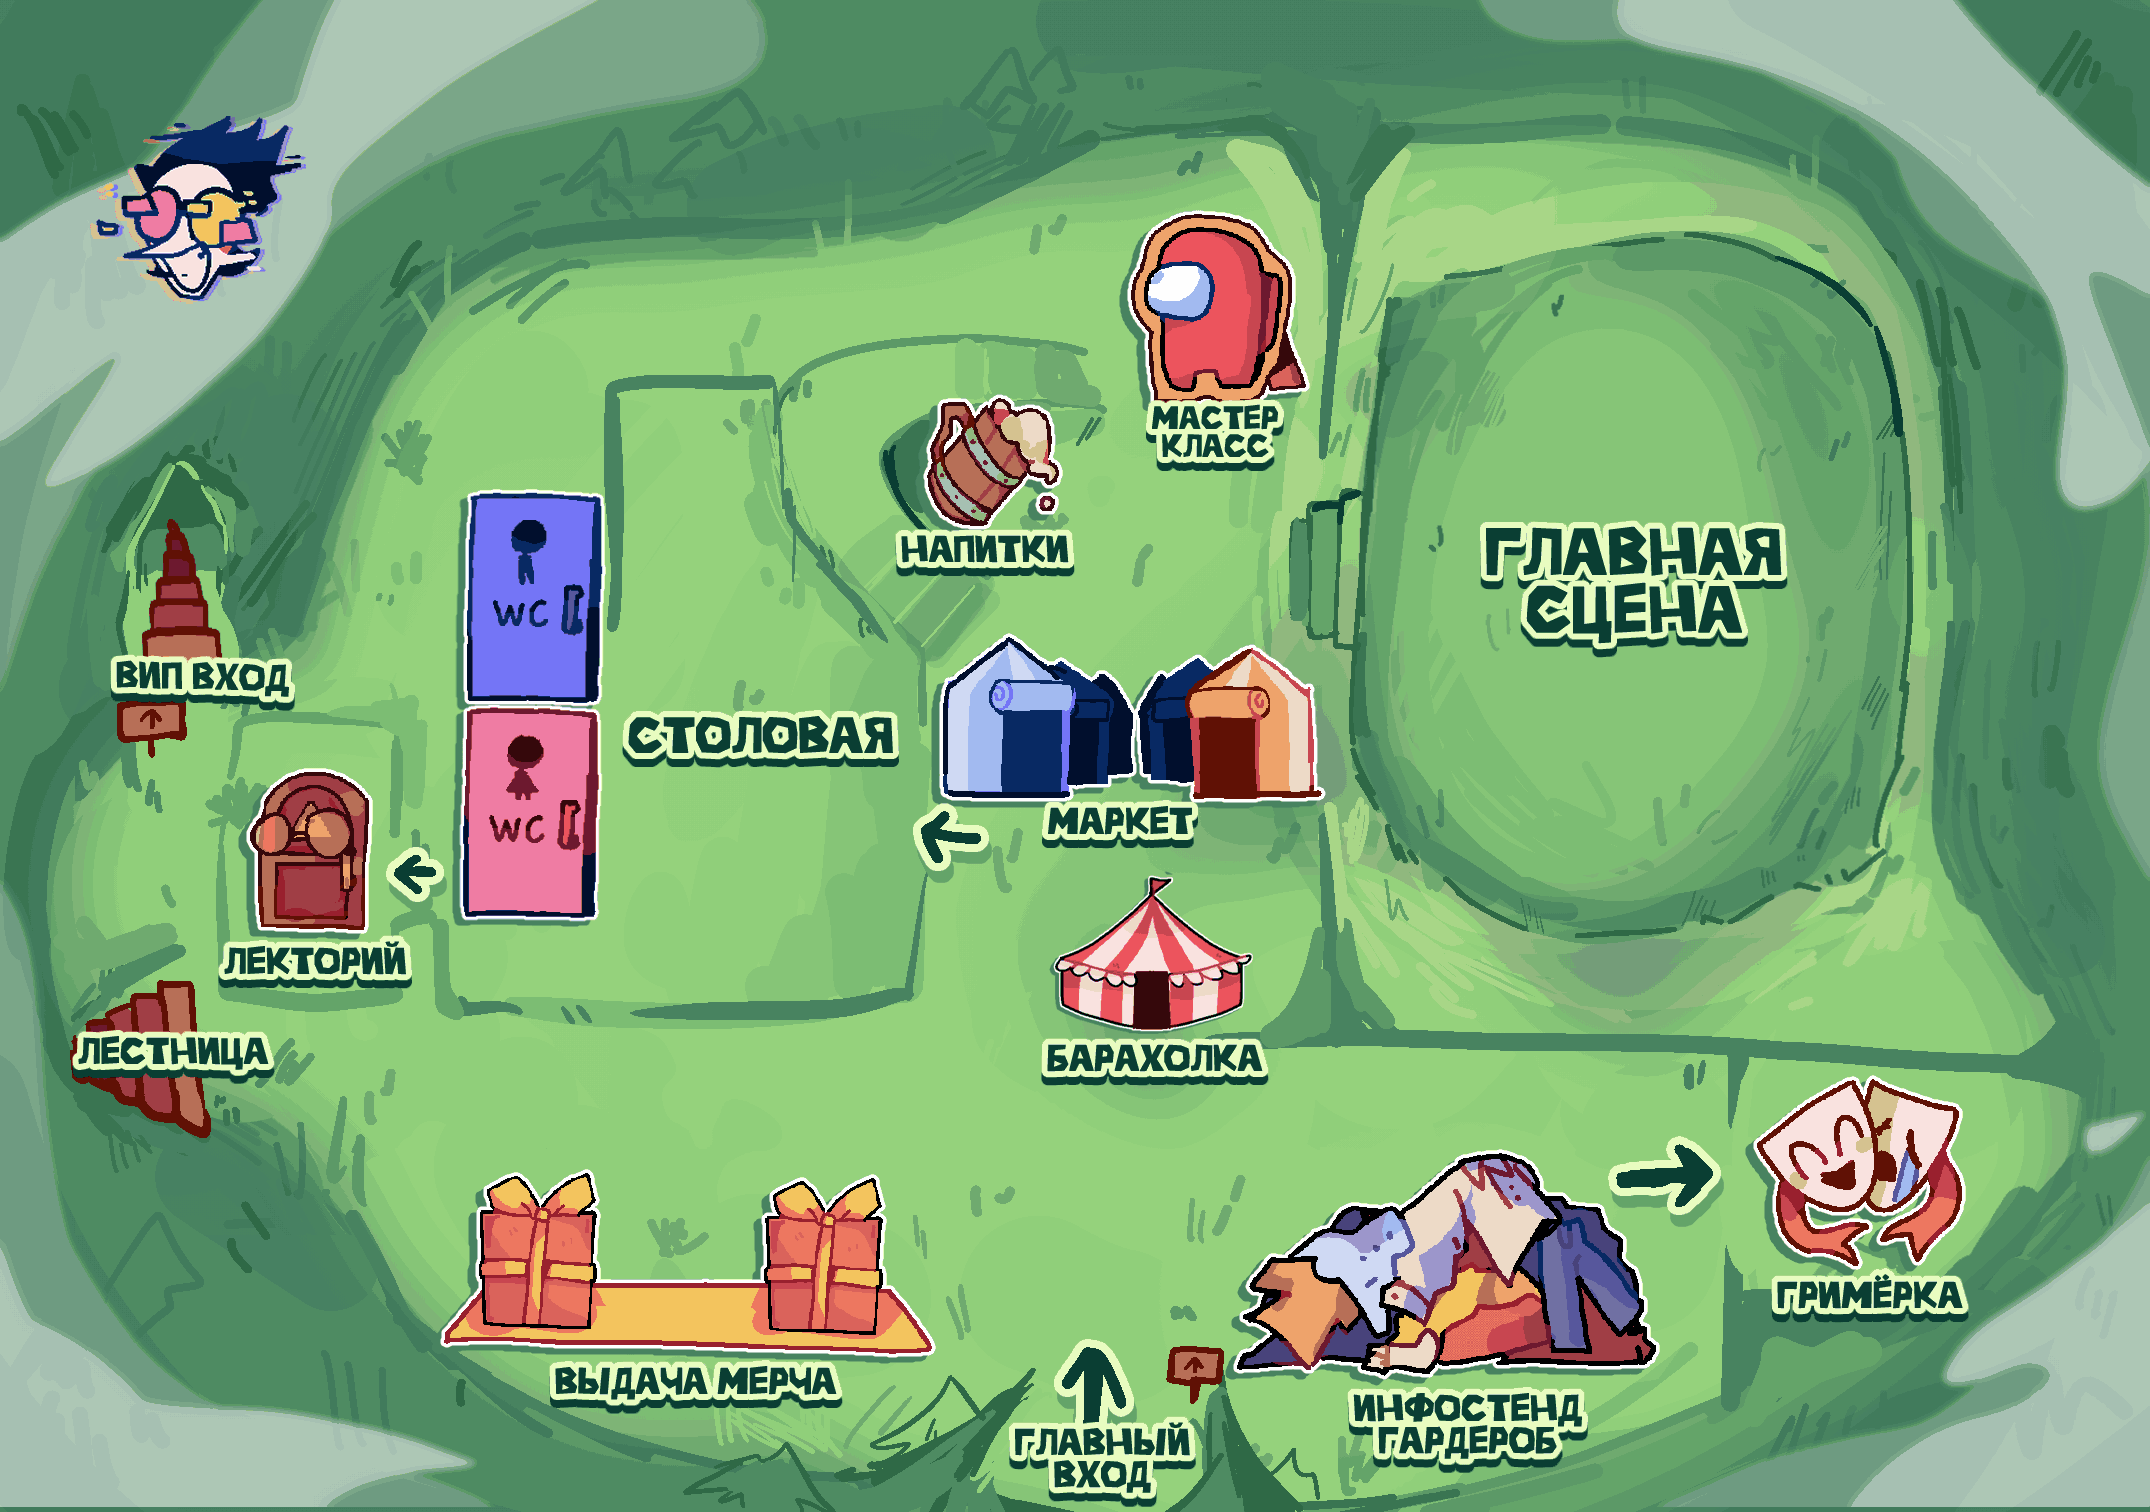 МАСТЕР
КЛАСС
НАПИТКИ
ГЛАВНАЯ
СЦЕНА
WC
ВИП ВХОД
СТОЛОВАЯ
WC
МАРКЕТ
ЛЕКТОРИЙ
ЛЕСТНИЦА
БАРАХОЛКА
ГРИМЁРКА
ВЫДАЧА МЕРЧА
ИНФОСТЕНД
ГАРДЕРОБ
ГЛАВНЫЙ
ВХОД